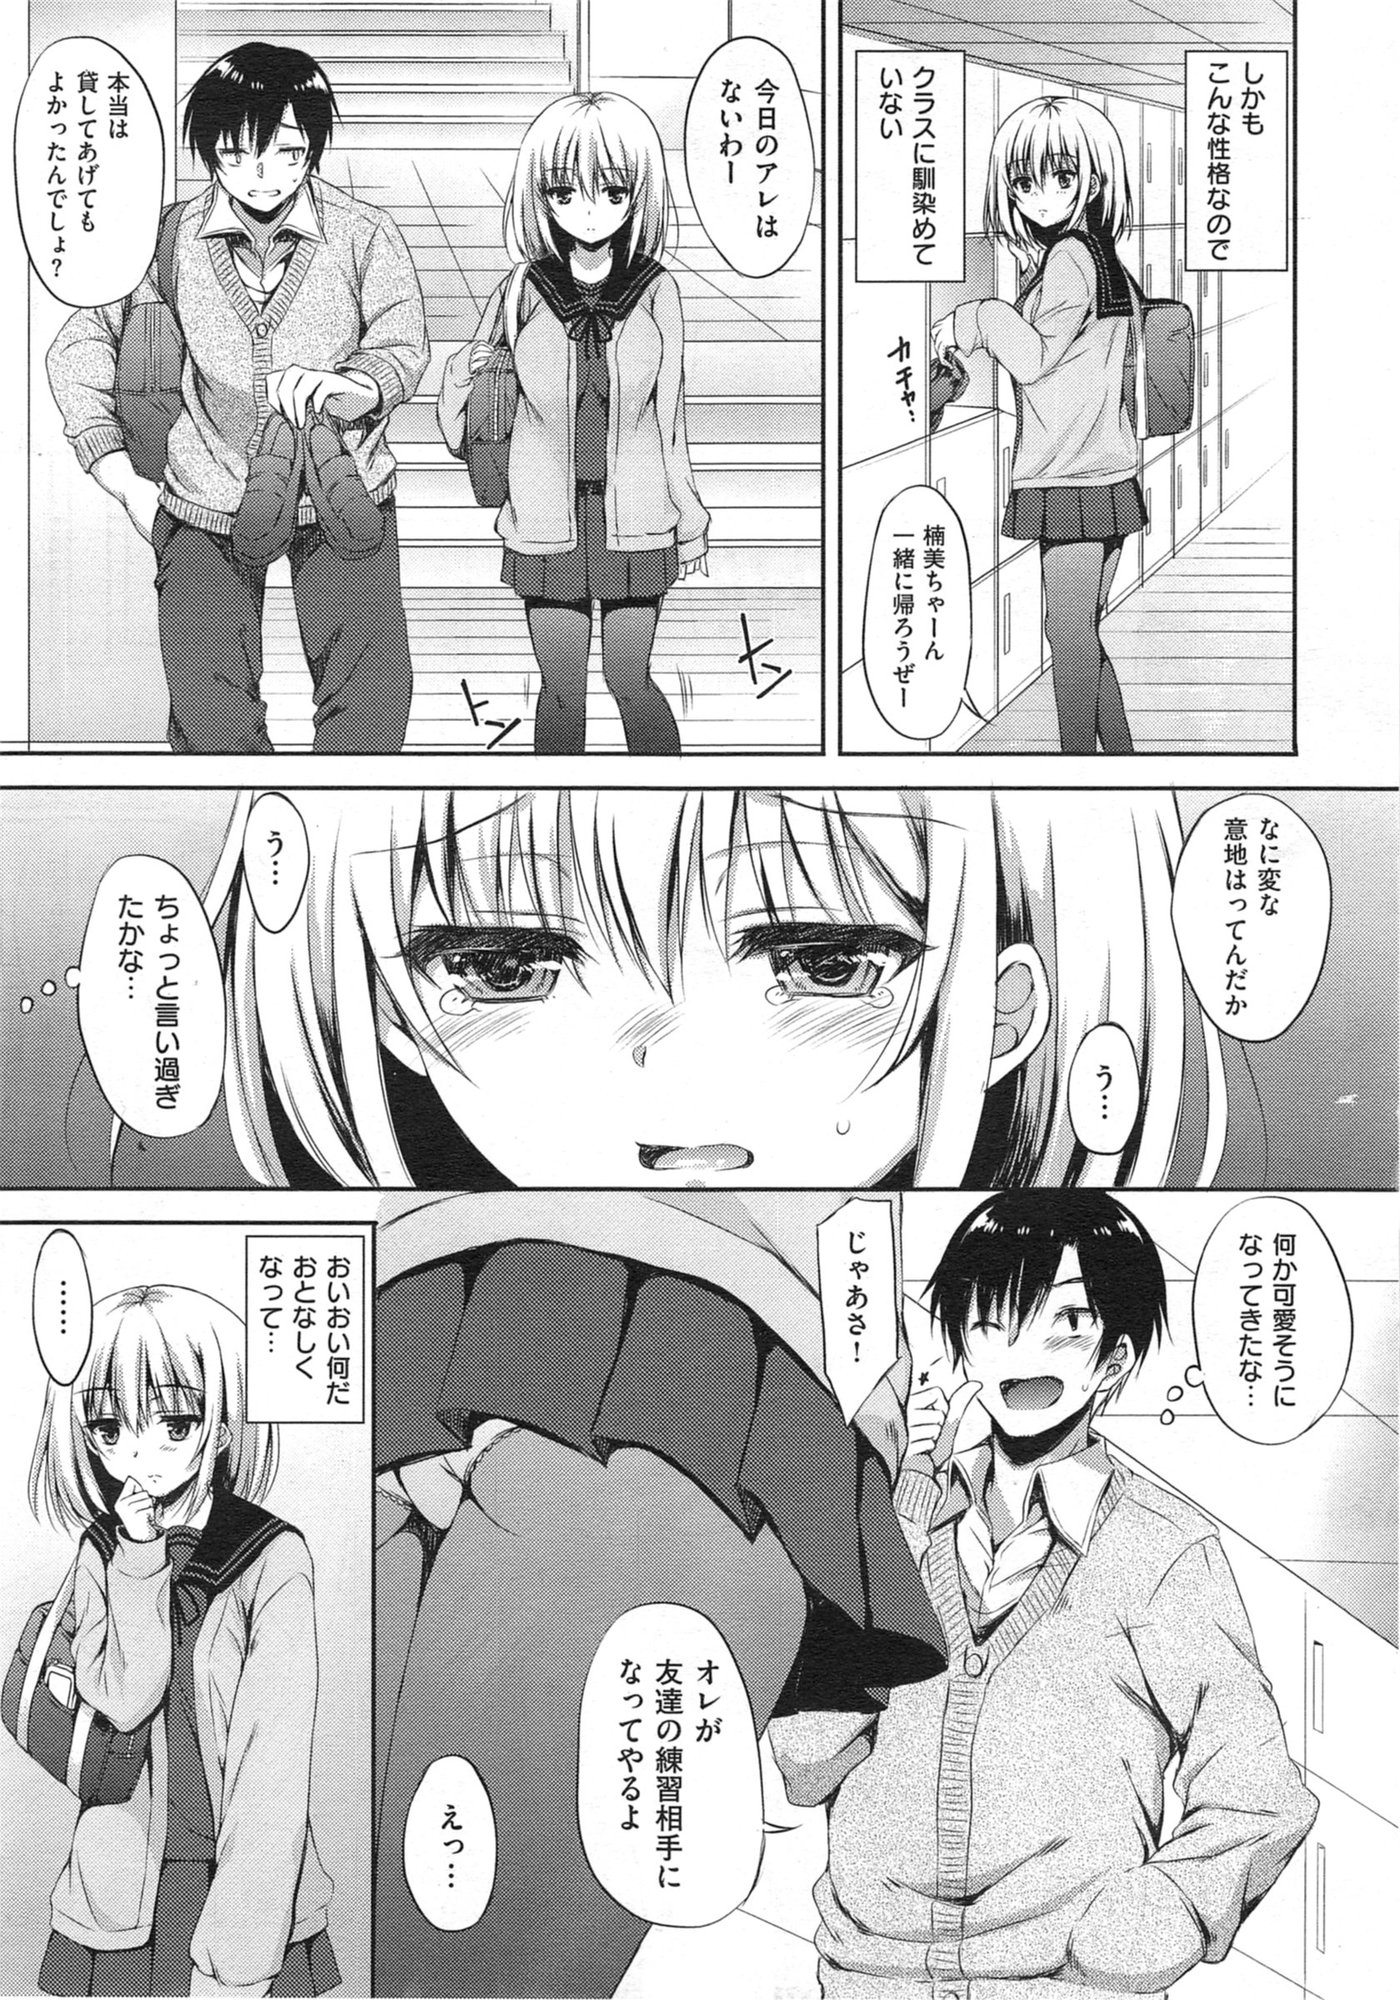 しかも
こんな性格なので
クラスに馴染めて
いない
カチャ…
楠美ちゃーん
一緒に帰ろうぜー
今日のアレは
ないわー
本当は
貸してあげても
よかったんでしょ？
トン
トン
なに変な
意地はってんだか
う…
う…
ちょっと言い過ぎ
たかな…
何か可愛そうに
なってきたな…
じゃあさ！
オレが
友達の練習相手に
なってやるよ
えっ…
おいおい何だ
おとなしく
なって…
……